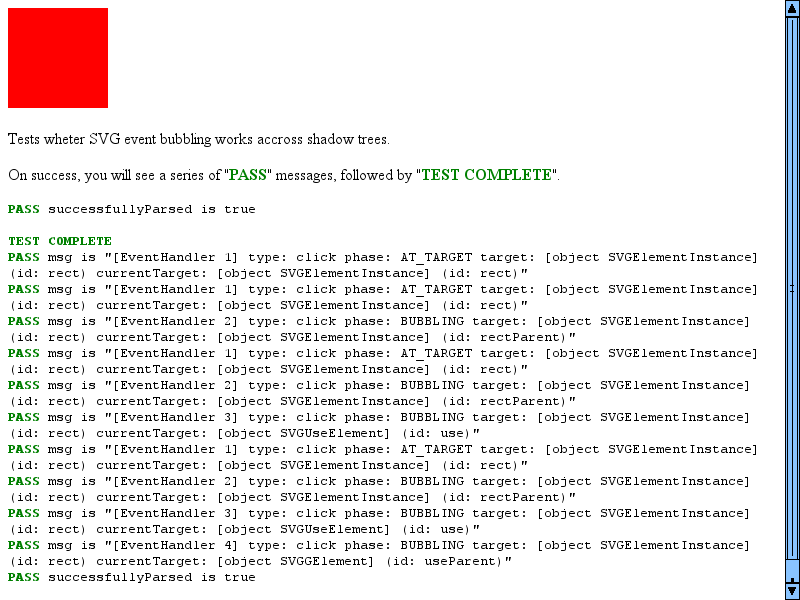 Tests wheter SVG event bubbling works accross shadow trees.
On success, you will see a series of "PASS" messages, followed by "TEST COMPLETE".
PASS successfullyParsed is true
TEST COMPLETE
PASS msg is "[EventHandler 1] type: click phase: AT_TARGET target: [object SVGElementInstance]
(id: rect) currentTarget: [object SVGElementInstance] (id: rect)"
PASS msg is "[EventHandler 1] type: click phase: AT_TARGET target: [object SVGElementInstance]
(id: rect) currentTarget: [object SVGElementInstance] (id: rect)"
PASS msg is "[EventHandler 2] type: click phase: BUBBLING target: [object SVGElementInstance]
(id: rect) currentTarget: [object SVGElementInstance] (id: rectParent)"
PASS msg is "[EventHandler 1] type: click phase: AT_TARGET target: [object SVGElementInstance]
(id: rect) currentTarget: [object SVGElementInstance] (id: rect)"
PASS msg is "[EventHandler 2] type: click phase: BUBBLING target: [object SVGElementInstance]
(id: rect) currentTarget: [object SVGElementInstance] (id: rectParent)"
PASS msg is "[EventHandler 3] type: click phase: BUBBLING target: [object SVGElementInstance]
(id: rect) currentTarget: [object SVGUseElement] (id: use)"
PASS msg is "[EventHandler 1] type: click phase: AT_TARGET target: [object SVGElementInstance]
(id: rect) currentTarget: [object SVGElementInstance] (id: rect)"
PASS msg is "[EventHandler 2] type: click phase: BUBBLING target: [object SVGElementInstance]
(id: rect) currentTarget: [object SVGElementInstance] (id: rectParent)"
PASS msg is "[EventHandler 3] type: click phase: BUBBLING target: [object SVGElementInstance]
(id: rect) currentTarget: [object SVGUseElement] (id: use)"
PASS msg is "[EventHandler 4] type: click phase: BUBBLING target: [object SVGElementInstance]
(id: rect) currentTarget: [object SVGGElement] (id: useParent)"
PASS successfullyParsed is true